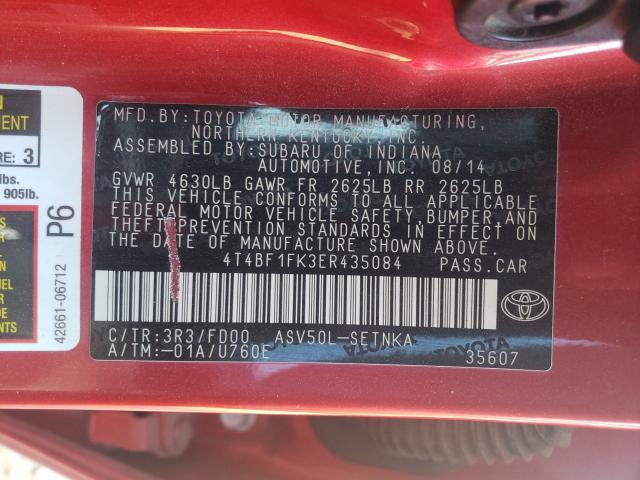 MFD.BY:TOYOTA MOTOR MANUFACTURING,
NORTHERN KENTUCKY,INC.
ASSEMBLED BY:SUBARU OF INDIANA
AUTOMOTIVE, INC. 08/14
GVWR 4630LB GAWR FR 2625LB RR 2625LB
THIS VEHICLE CONFORMS TO ALL APPLICABLE
FEDERAL MOTOR VEHICLE SAFETY,BUMPER,AND
THEFT PREVENTION STANDARDS IN EFFECT ON
THE DATE OF MANUFACTURE SHOWN ABOVE.
4T4BF1FK3ER435084 PASS.CAR
TOYOTA
C/TR:3R3/FD00 ASV50L-SETNKA
A/TM:-01A/U760E 35607
RE: 3
lbs.
905lb.
P6
42661-06712